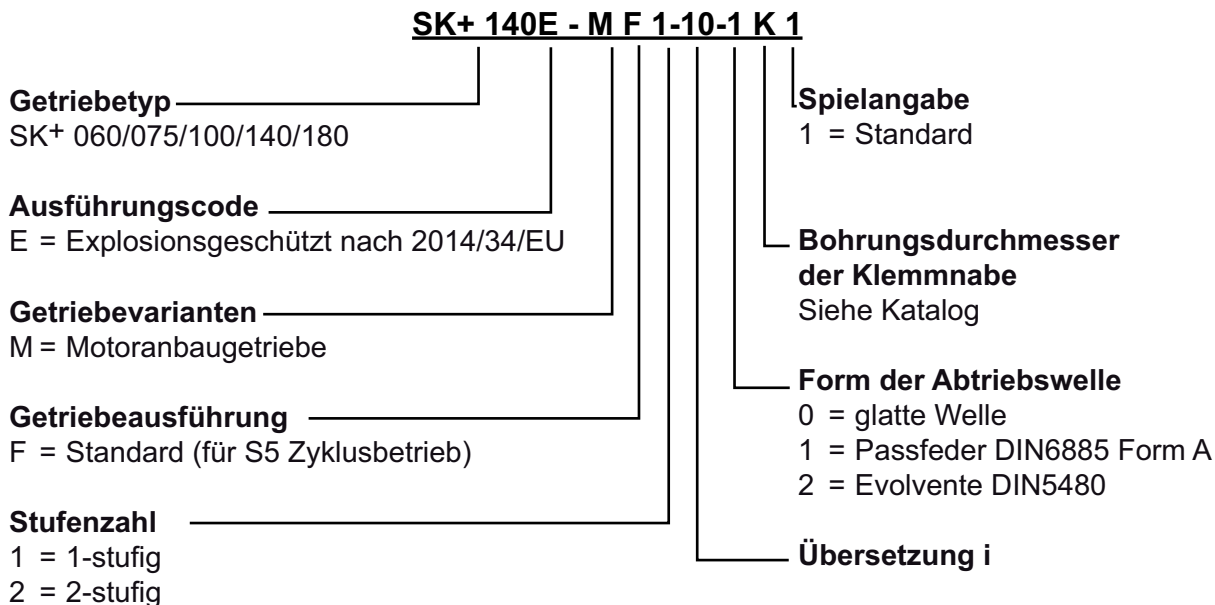 SK+ 140E - M F 1-10-1 K 1
Getriebetyp
SK+ 060/075/100/140/180
Ausführungscode
E = Explosionsgeschützt nach 2014/34/EU
Getriebevarianten
M = Motoranbaugetriebe
Getriebeausführung
F = Standard (für S5 Zyklusbetrieb)
Stufenzahl
1 = 1-stufig
2 = 2-stufig
Spielangabe
1 = Standard
Bohrungsdurchmesser
der Klemmnabe
Siehe Katalog
Form der Abtriebswelle
0 = glatte Welle
1 = Passfeder DIN6885 Form A
2 = Evolvente DIN5480
Übersetzung i